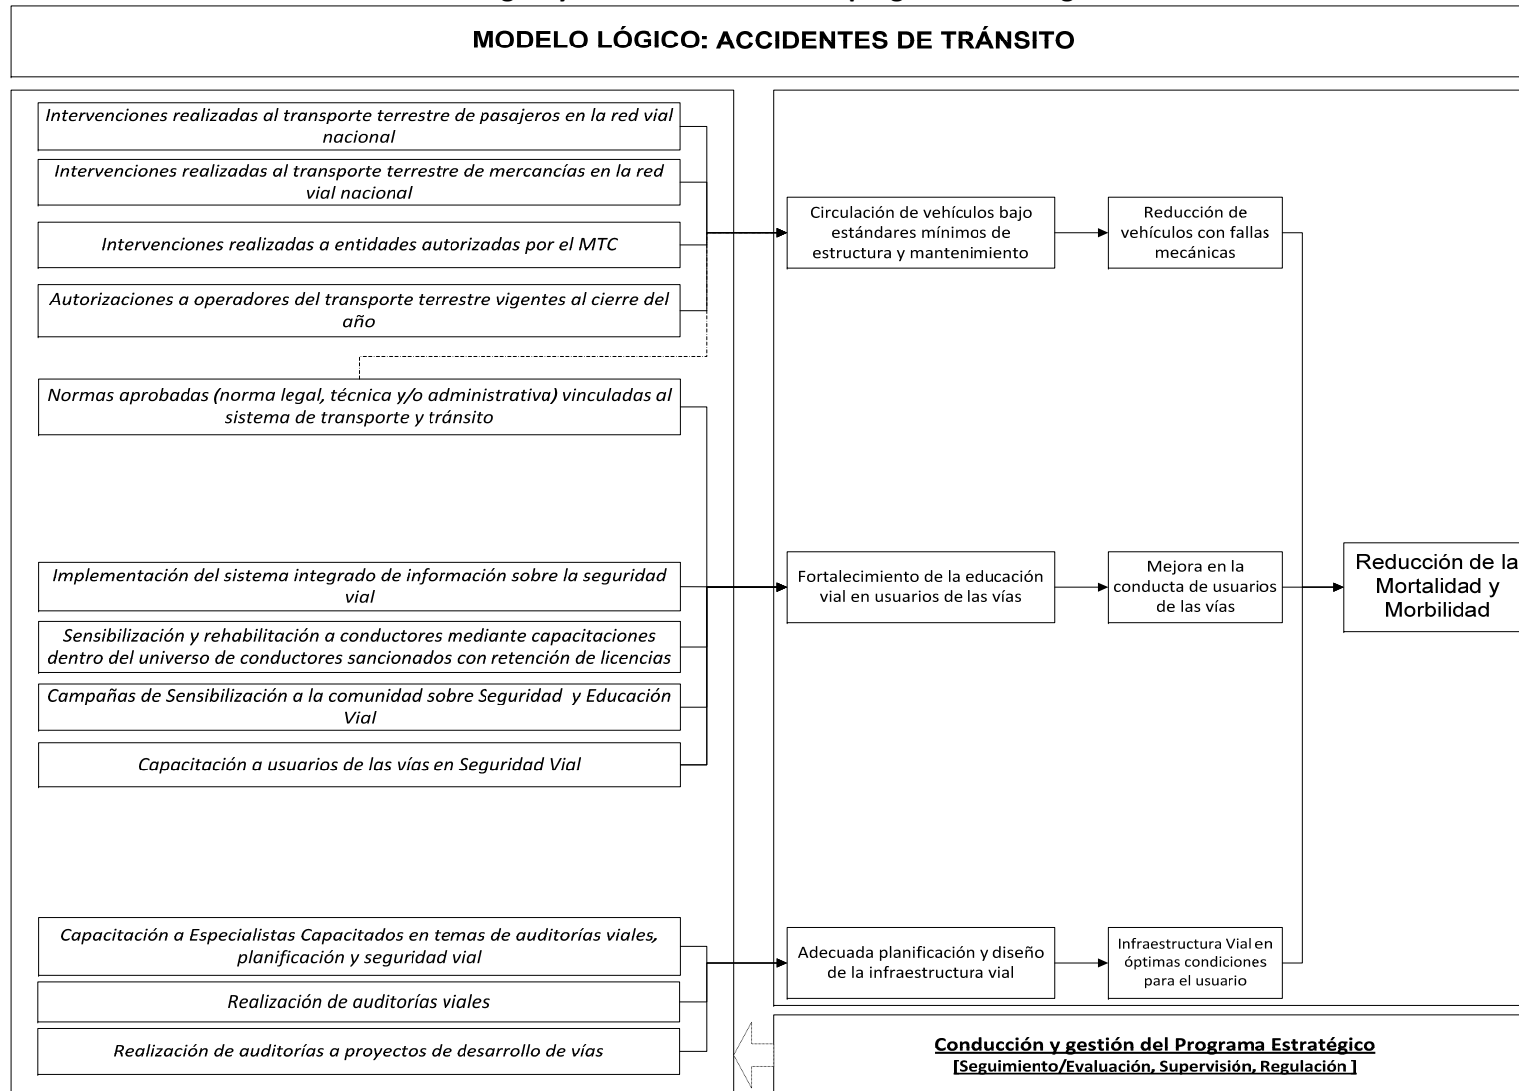 MODELO LÓGICO: ACCIDENTES DE TRÁNSITO
Intervenciones realizadas al transporte terrestre de pasajeros en la red vial
nacional
Intervenciones realizadas al transporte terrestre de mercancías en la red
vial nacional
Intervenciones realizadas a entidades autorizadas por el MTC
Autorizaciones a operadores del transporte terrestre vigentes al cierre del
año
Normas aprobadas (norma legal, técnica y/o administrativa) vinculadas al
sistema de transporte y tránsito
Implementación del sistema integrado de información sobre la seguridad
vial
Sensibilización y rehabilitación a conductores mediante capacitaciones
dentro del universo de conductores sancionados con retención de licencias
Campañas de Sensibilización a la comunidad sobre Seguridad y Educación
Vial
Capacitación a usuarios de las vías en Seguridad Vial
Capacitación a Especialistas Capacitados en temas de auditorías viales,
planificación y seguridad vial
Realización de auditorías viales
Realización de auditorías a proyectos de desarrollo de vías
Circulación de vehículos bajo
estándares mínimos de
estructura y mantenimiento
Reducción de
vehículos con fallas
mecánicas
Fortalecimiento de la educación
vial en usuarios de las vías
Mejora en la
conducta de usuarios
de las vías
Reducción de la
Mortalidad y
Morbilidad
Adecuada planificación y diseño
de la infraestructura vial
Infraestructura Vial en
óptimas condiciones
para el usuario
Conducción y gestión del Programa Estratégico
[Seguimiento/Evaluación, Supervisión, Regulación ]